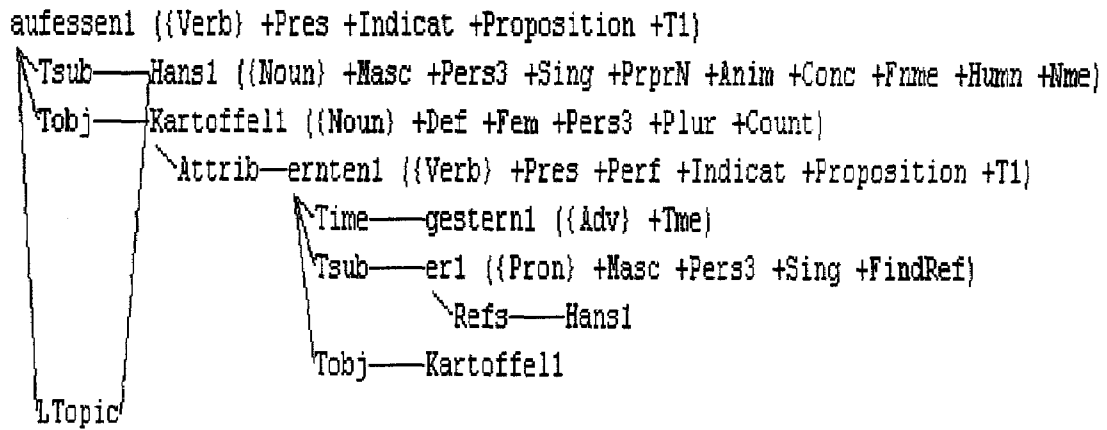 aufessen1 ({Verb} +Pres +Indicat +Proposition +T1)
Tsub Hans1 ({Noun} +Masc +Pers3 +Sing +PrprN +Anim +Conc +Fnme +Humn +Nme)
Tobj Kartoffel1 ({Noun} +Def +Fem +Pers3 +Plur +Count)
Attrib ernten1 ({Verb} +Pres +Perf +Indicat +Proposition +T1)
Time gestern1 ({Adv} +Tme)
Tsub er1 ({Pron} +Masc +Pers3 +Sing +FindRef)
Refs Hans1
Tobj Kartoffel1
LTopic